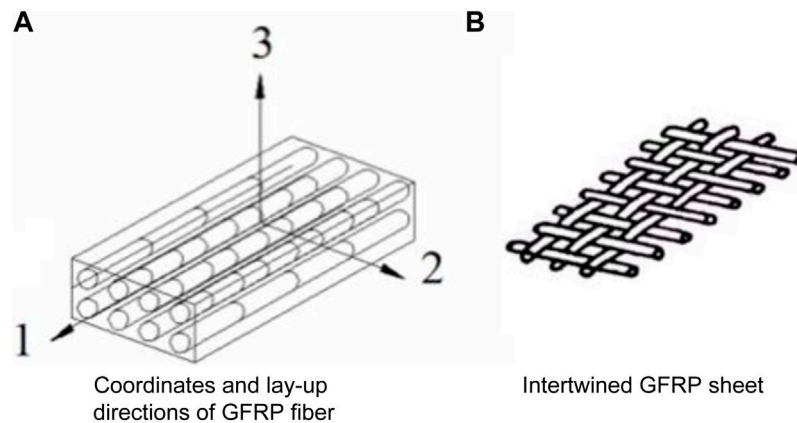 A
B
3
2
1
Coordinates and lay-up
directions of GFRP fiber
Intertwined GFRP sheet